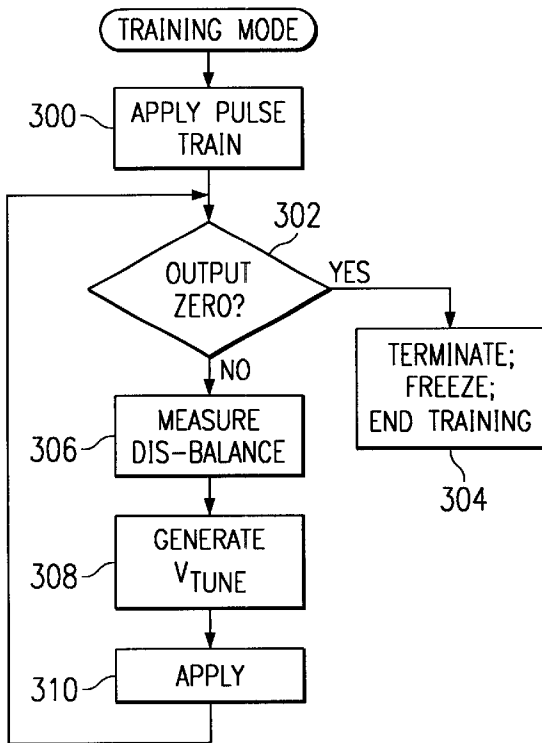 TRAINING MODE
300
APPLY PULSE
TRAIN
302
OUTPUT
ZERO?
YES
TERMINATE;
FREEZE;
END TRAINING
304
NO
306
MEASURE
DIS-BALANCE
308
GENERATE
VTUNE
310
APPLY